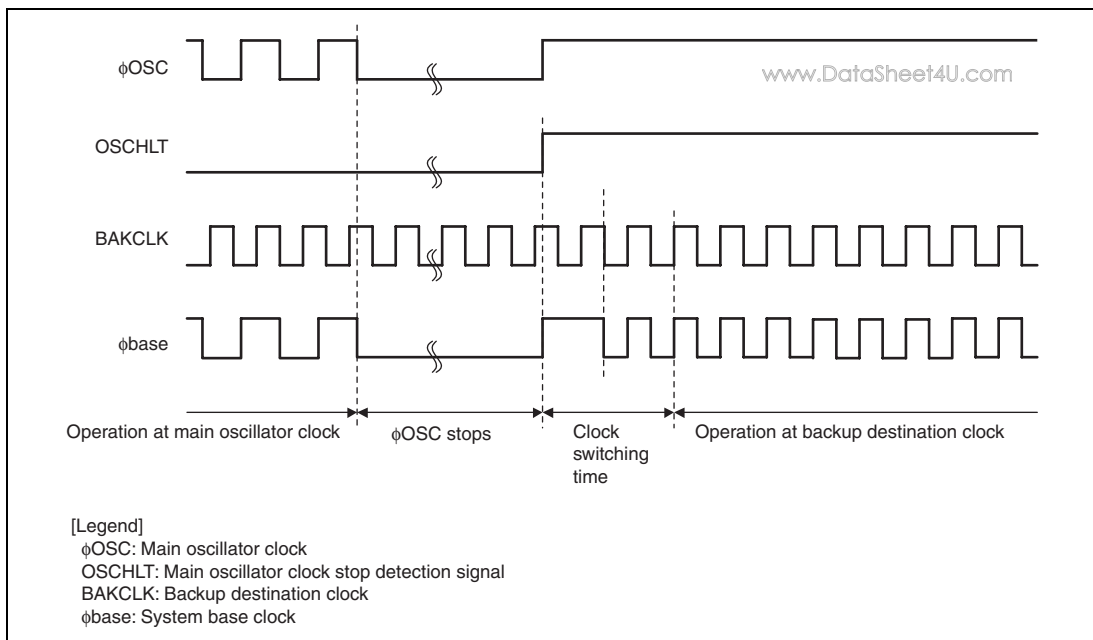 φOSC
www.DataSheet4U.com
OSCHLT
BAKCLK
φbase
Operation at main oscillator clock
φOSC stops
Clock
switching
time
Operation at backup destination clock
[Legend]
φOSC: Main oscillator clock
OSCHLT: Main oscillator clock stop detection signal
BAKCLK: Backup destination clock
φbase: System base clock